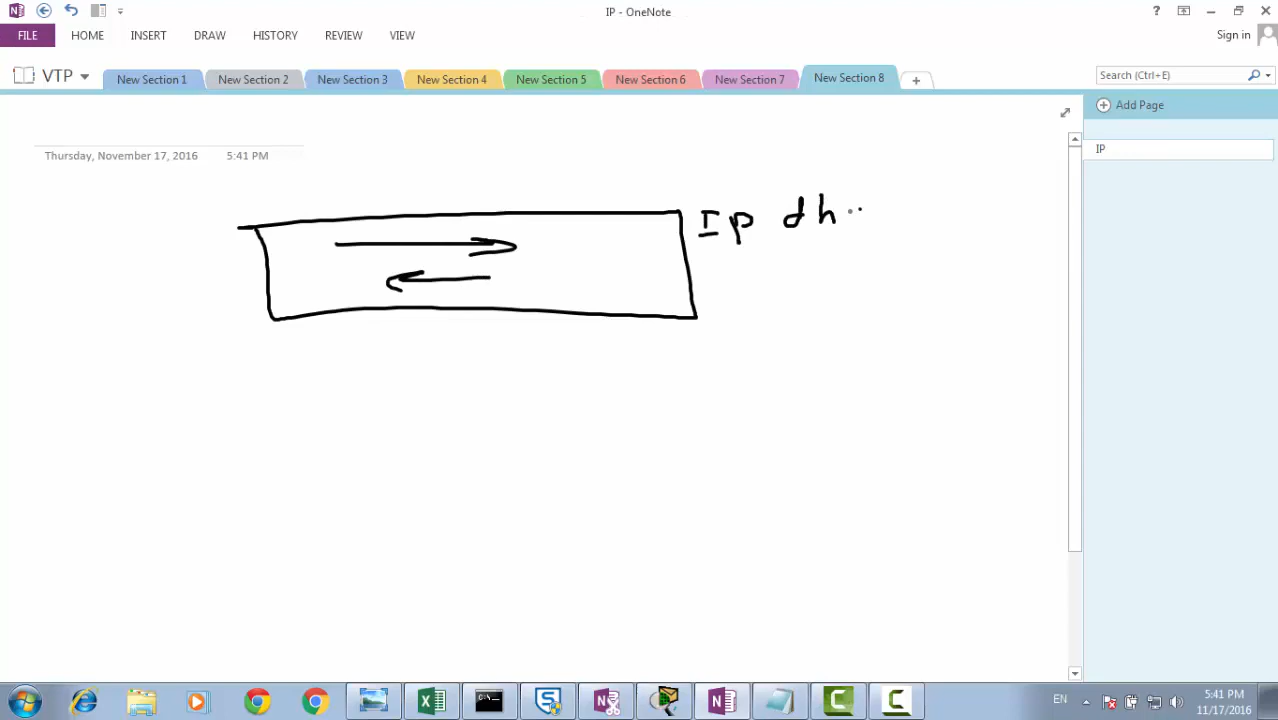 IP - OneNote
?
FILE HOME INSERT DRAW HISTORY REVIEW VIEW
Sign in
VTP New Section 1 New Section 2 New Section 3 New Section 4 New Section 5 New Section 6 New Section 7 New Section 8 +
Search (Ctrl+E)
Add Page
IP
Thursday, November 17, 2016 5:41 PM
Ip dh
EN
5:41 PM
11/17/2016